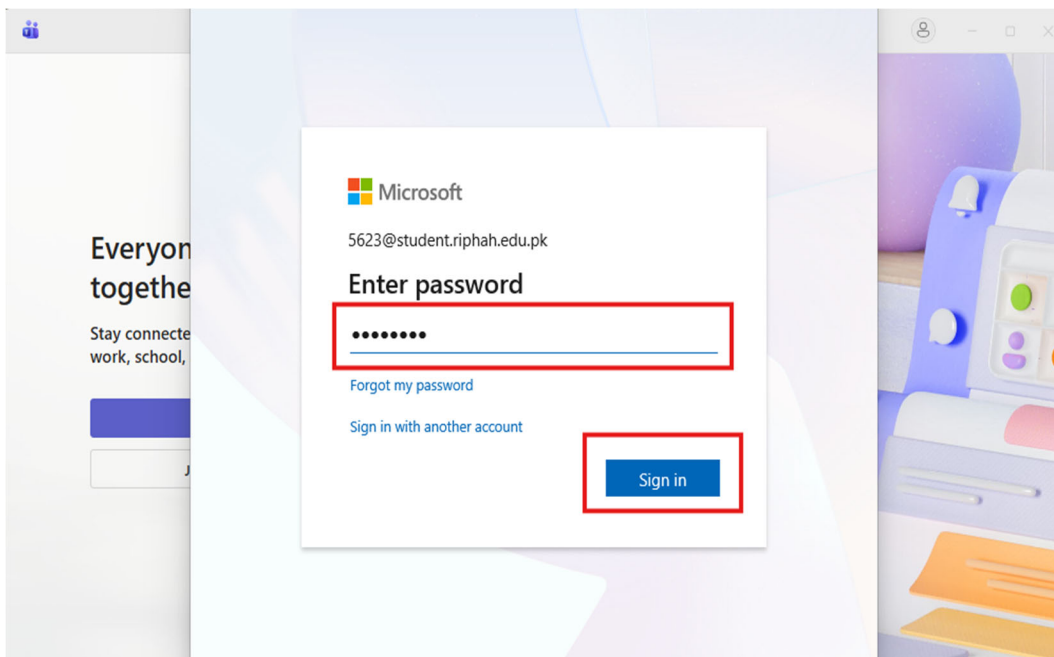 Microsoft
5623@student.riphah.edu.pk
Enter password
Forgot my password
Sign in with another account
Sign in
Everyon
togethe
Stay connecte
work, school,
J